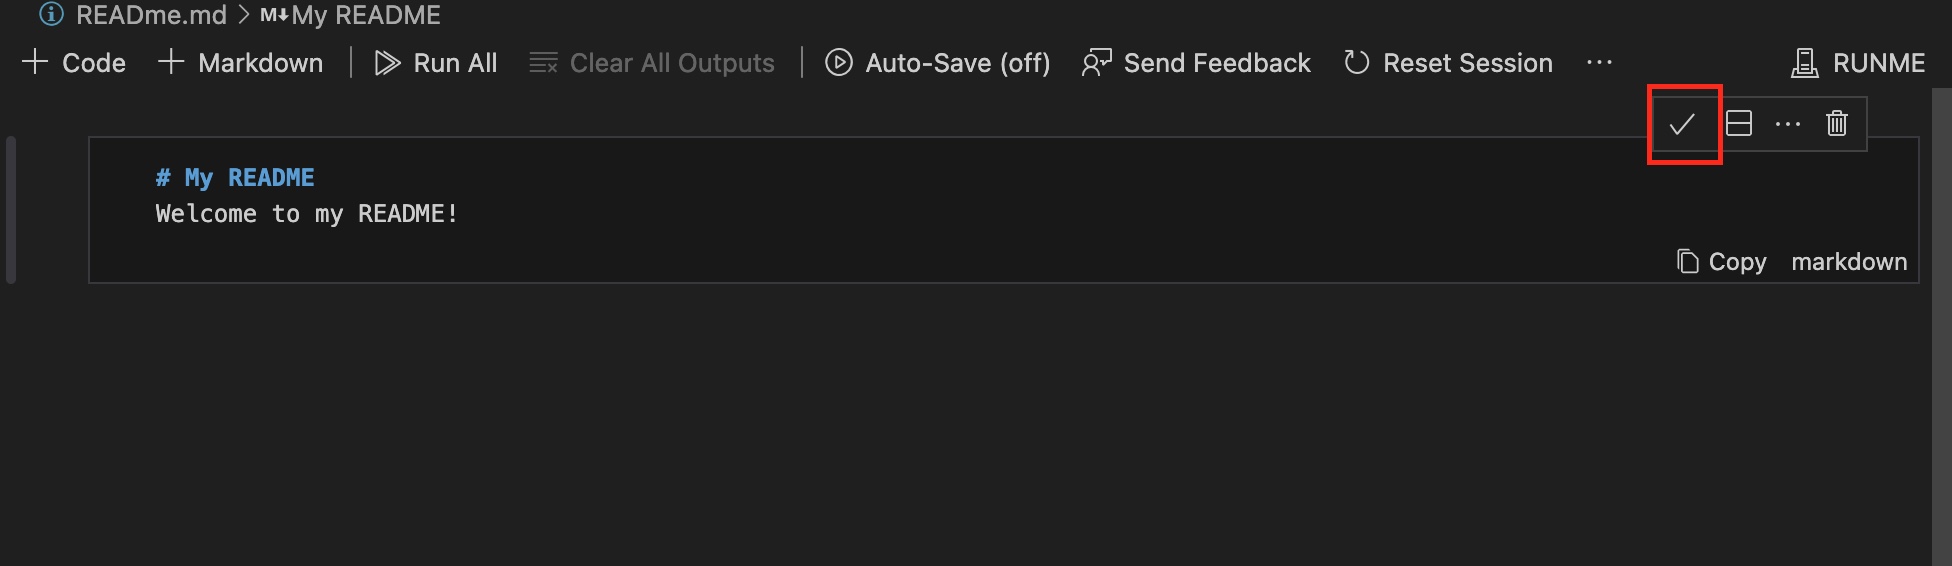 READme.md > M↓ My README
Code Markdown Run All Clear All Outputs Auto-Save (off) Send Feedback Reset Session ... RUNME
# My README
Welcome to my README!
Copy markdown